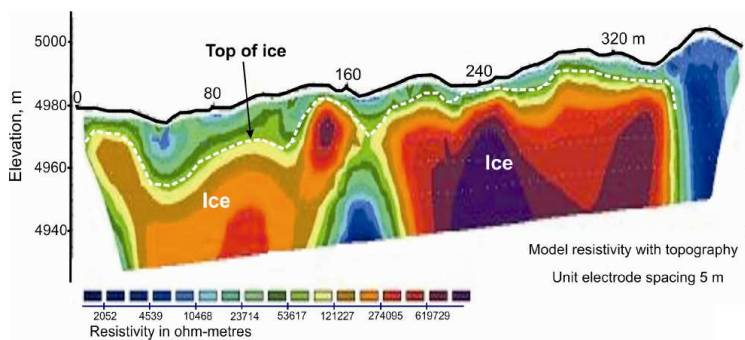 5000
Top of ice
320 m
160
240
0
80
4980
Elevation, m
4960
Ice
Ice
4940
Model resistivity with topography
Unit electrode spacing 5 m
2052 4539 10468 23714 53617 121227 274095 619729
Resistivity in ohm-metres